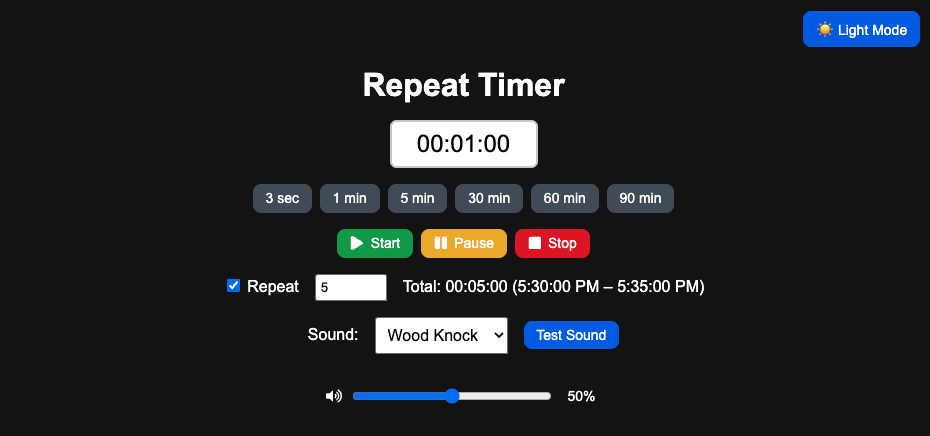 Light Mode
Repeat Timer
00:01:00
3 sec 1 min 5 min 30 min 60 min 90 min
Start Pause Stop
Repeat 5 Total: 00:05:00 (5:30:00 PM – 5:35:00 PM)
Sound: Wood Knock Test Sound
50%